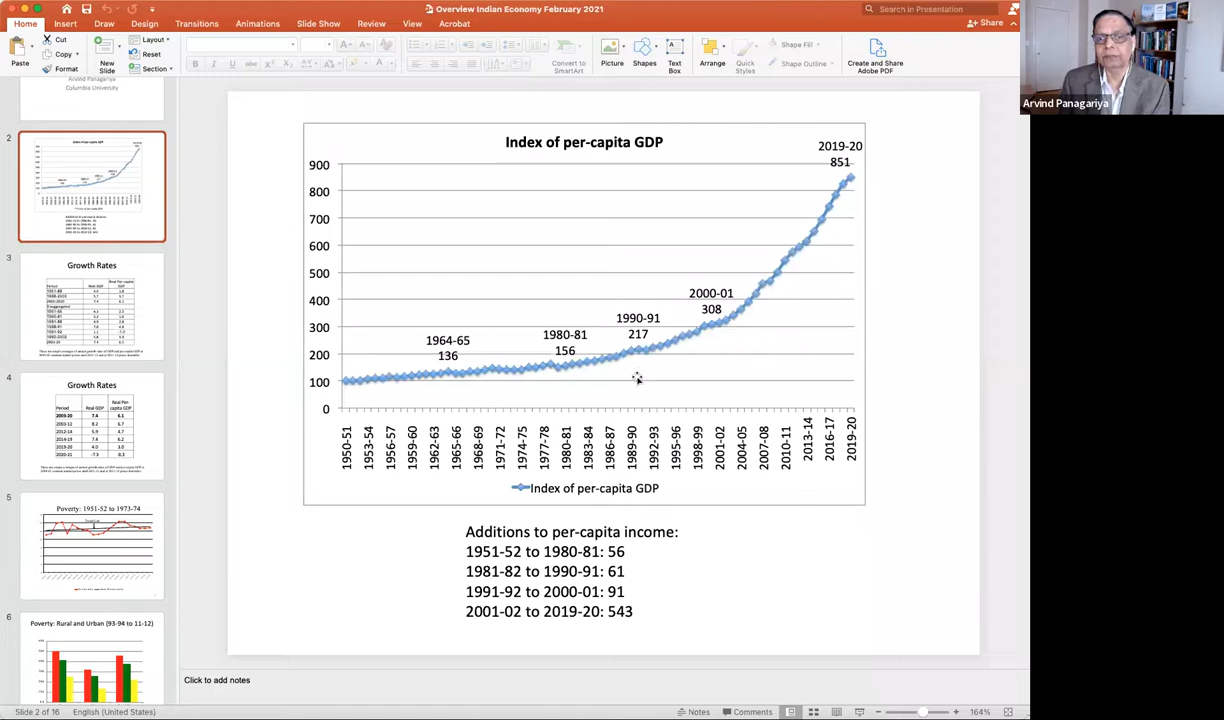 Overview Indian Economy February 2021
Search in Presentation
Home Insert Draw Design Transitions Animations Slide Show Review View Acrobat
Share
Paste
Cut
Copy
Format
New
Slide
Layout
Reset
Section
Convert to
SmartArt
Picture
Shapes
Text
Box
Arrange
Quick
Styles
Shape Fill
Shape Outline
Create and Share
Adobe PDF
Arvind Panagariya
Arvind Panagariya
Columbia University
2
3
Growth Rates
4
Growth Rates
5
Poverty: 1951-52 to 1973-74
6
Poverty: Rural and Urban (93-94 to 11-12)
Index of per-capita GDP
900
800
700
600
500
400
300
200
100
0
1964-65
136
1980-81
156
1990-91
217
2000-01
308
2019-20
851
1950-51
1953-54
1956-57
1959-60
1962-63
1965-66
1968-69
1971-72
1974-75
1977-78
1980-81
1983-84
1986-87
1989-90
1992-93
1995-96
1998-99
2001-02
2004-05
2007-08
2010-11
2013-14
2016-17
2019-20
Index of per-capita GDP
Additions to per-capita income:
1951-52 to 1980-81: 56
1981-82 to 1990-91: 61
1991-92 to 2000-01: 91
2001-02 to 2019-20: 543
Click to add notes
Slide 2 of 16 English (United States)
Notes Comments
164%